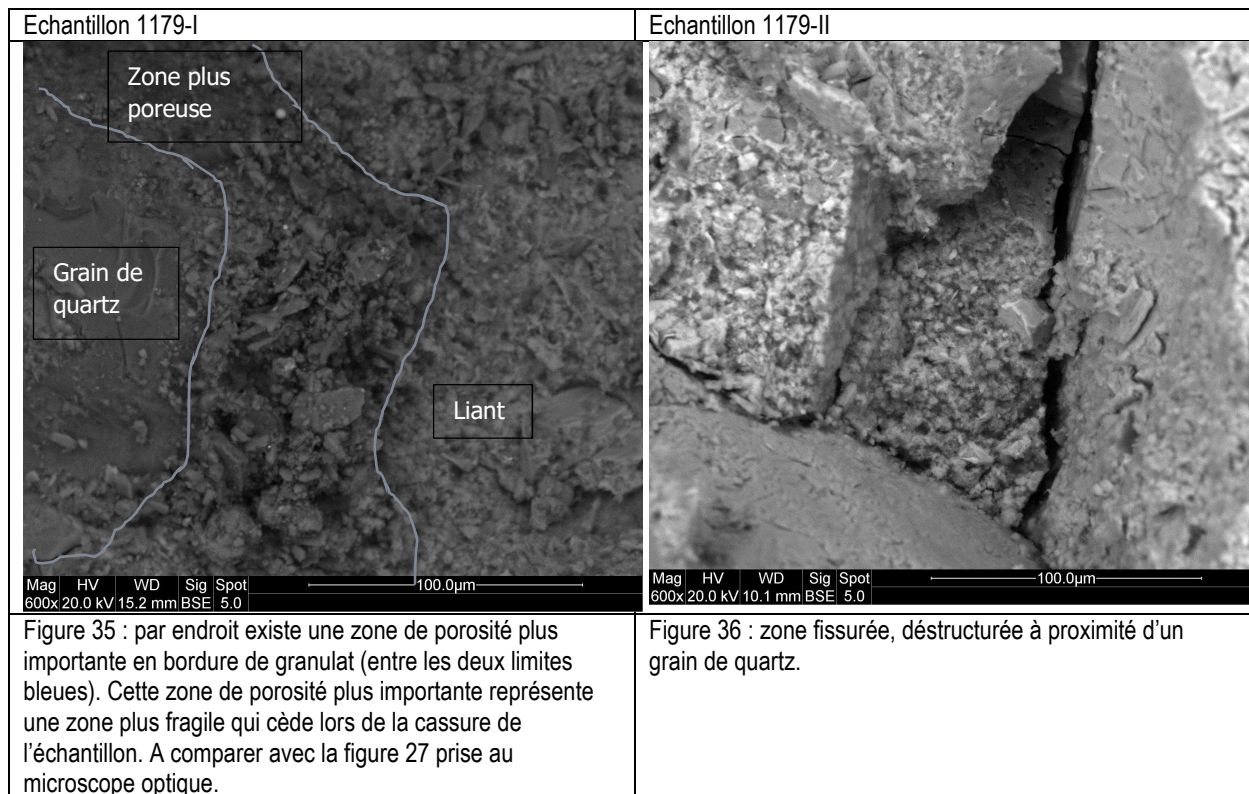 Echantillon 1179-I
Zone plus
poreuse
Grain de
quartz
Liant
Mag HV WD Sig Spot
100.0µm
600x 20.0 kV 15.2 mm BSE 5.0
Figure 35 : par endroit existe une zone de porosité plus
importante en bordure de granulat (entre les deux limites
bleues). Cette zone de porosité plus importante représente
une zone plus fragile qui cède lors de la cassure de
l'échantillon. A comparer avec la figure 27 prise au
microscope optique.
Echantillon 1179-II
Mag HV WD Sig Spot
100.0µm
600x 20.0 kV 10.1 mm BSE 5.0
Figure 36 : zone fissurée, déstructurée à proximité d'un
grain de quartz.